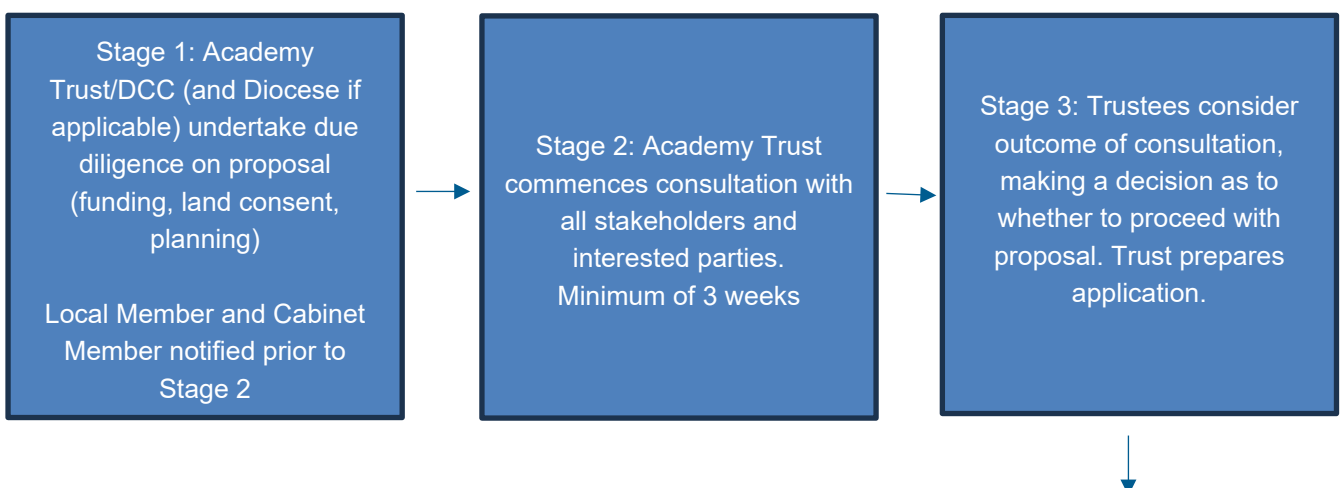 Stage 1: Academy
Trust/DCC (and Diocese if
applicable) undertake due
diligence on proposal
(funding, land consent,
planning)
Local Member and Cabinet
Member notified prior to
Stage 2
Stage 2: Academy Trust
commences consultation with
all stakeholders and
interested parties.
Minimum of 3 weeks
Stage 3: Trustees consider
outcome of consultation,
making a decision as to
whether to proceed with
proposal. Trust prepares
application.